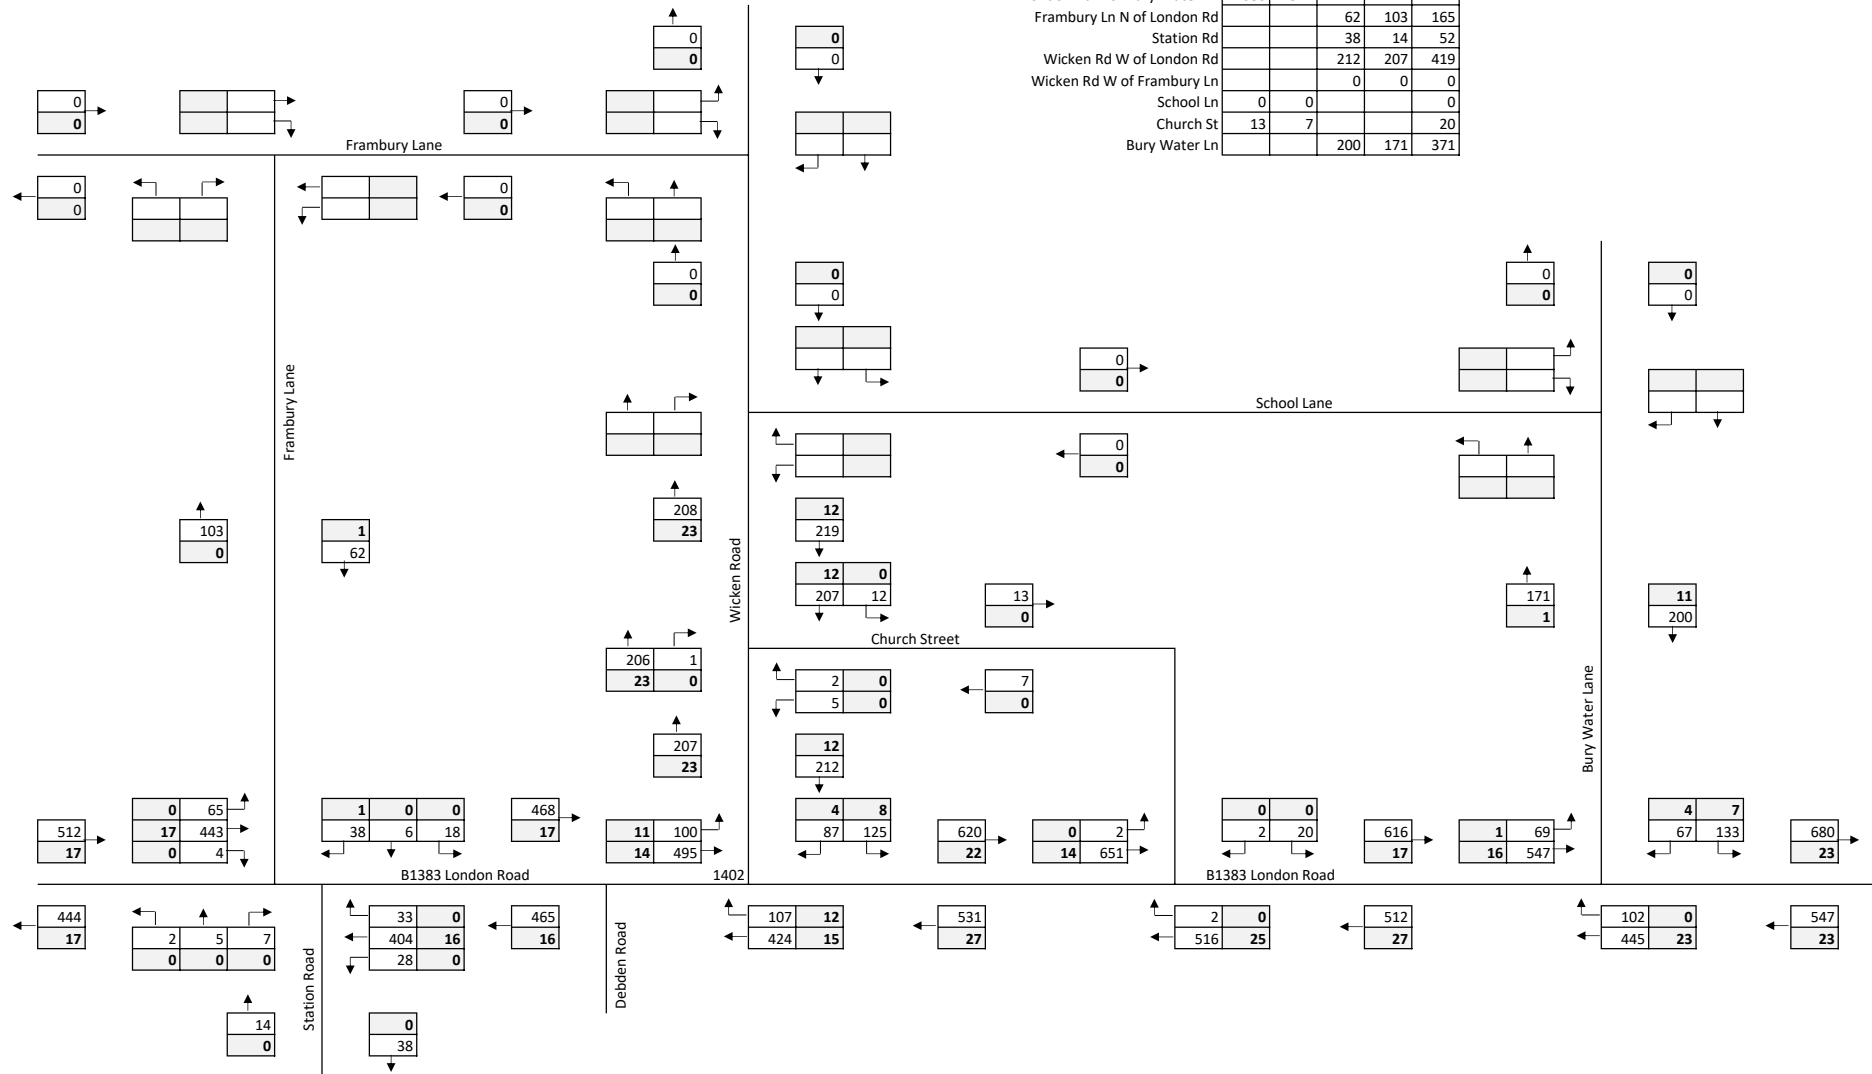 Frambury Ln N of London Rd 62 103 165
0 0 Station Rd 38 14 52
0 0 Wicken Rd W of London Rd 212 207 419
Wicken Rd W of Frambury Ln 0 0 0
0 0 School Ln 0 0 0
0 0 Church St 13 7 20
Frambury Lane Bury Water Ln 200 171 371
0 0
0 0
0 0 0 0
0 0 0 0
0
0
School Lane
Frambury Lane
0
0
208 12
103 1 23 219
0 62
Wicken Road
12 0
207 12 13 171 11
0 1 200
Church Street
206 1
23 0 2 0 7
5 0 0
Bury Water Lane
207 12
23 212
0 65 1 0 0 468 4 8 0 0 4 7
512 17 443 38 6 18 17 11 100 87 125 620 0 2 2 20 616 1 69 67 133 680
17 0 4 14 495 22 14 651 17 16 547 23
B1383 London Road 1402 B1383 London Road
444 33 0 465 107 12 531 2 0 512 102 0 547
17 2 5 7 404 16 16 424 15 27 516 25 27 445 23 23
0 0 0 28 0
Station Road
Debden Road
14 0
0 38